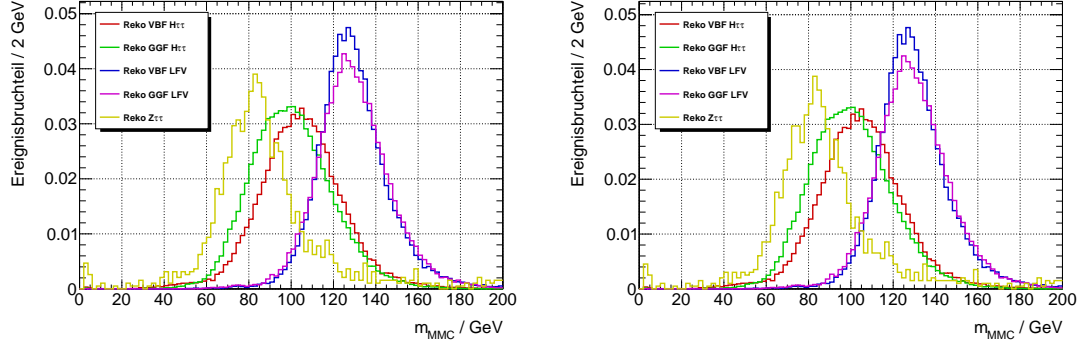 Ereignisbruchteil / 2 GeV
0.05
0.04
0.03
0.02
0.01
0
Reko VBF Hττ
Reko GGF Hττ
Reko VBF LFV
Reko GGF LFV
Reko Zττ
0 20 40 60 80 100 120 140 160 180 200
m_MMC / GeV
Ereignisbruchteil / 2 GeV
0.05
0.04
0.03
0.02
0.01
0
Reko VBF Hττ
Reko GGF Hττ
Reko VBF LFV
Reko GGF LFV
Reko Zττ
0 20 40 60 80 100 120 140 160 180 200
m_MMC / GeV